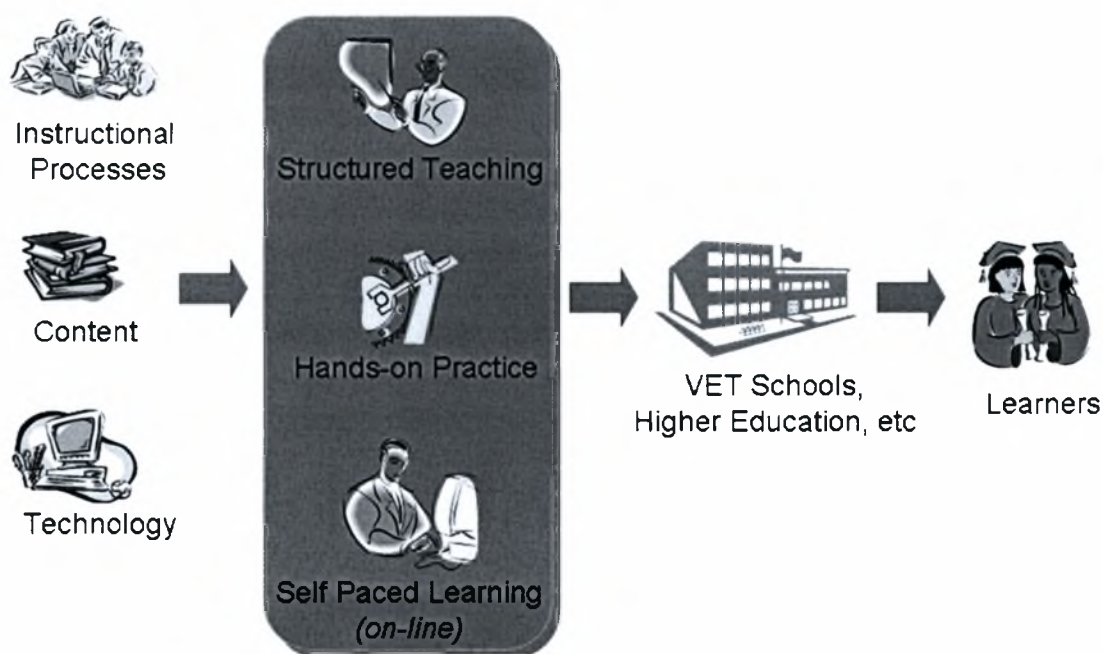 Instructional
Processes
Content
Technology
Structured Teaching
Hands-on Practice
Self Paced Learning
(on-line)
VET Schools,
Higher Education, etc
Learners